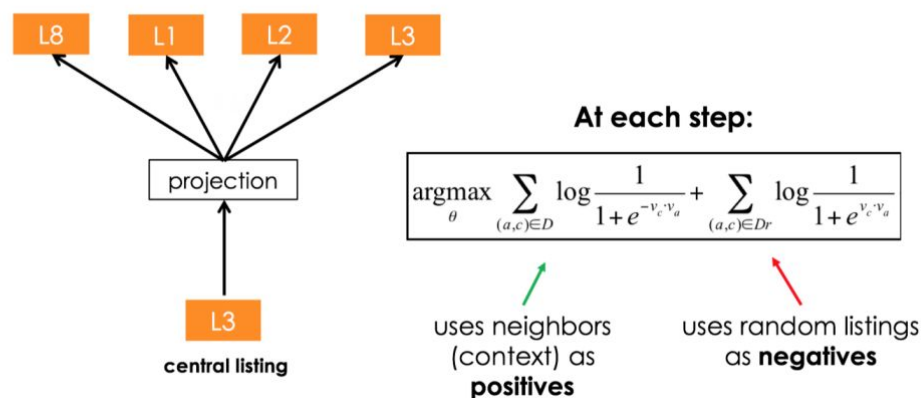 L8 L1 L2 L3
projection
L3
central listing
At each step:
argmax_θ ∑_{(a,c)∈D} log 1/(1+e^{-v_c·v_a}) + ∑_{(a,c)∈Dr} log 1/(1+e^{v_c·v_a})
uses neighbors
(context) as
positives
uses random listings
as negatives